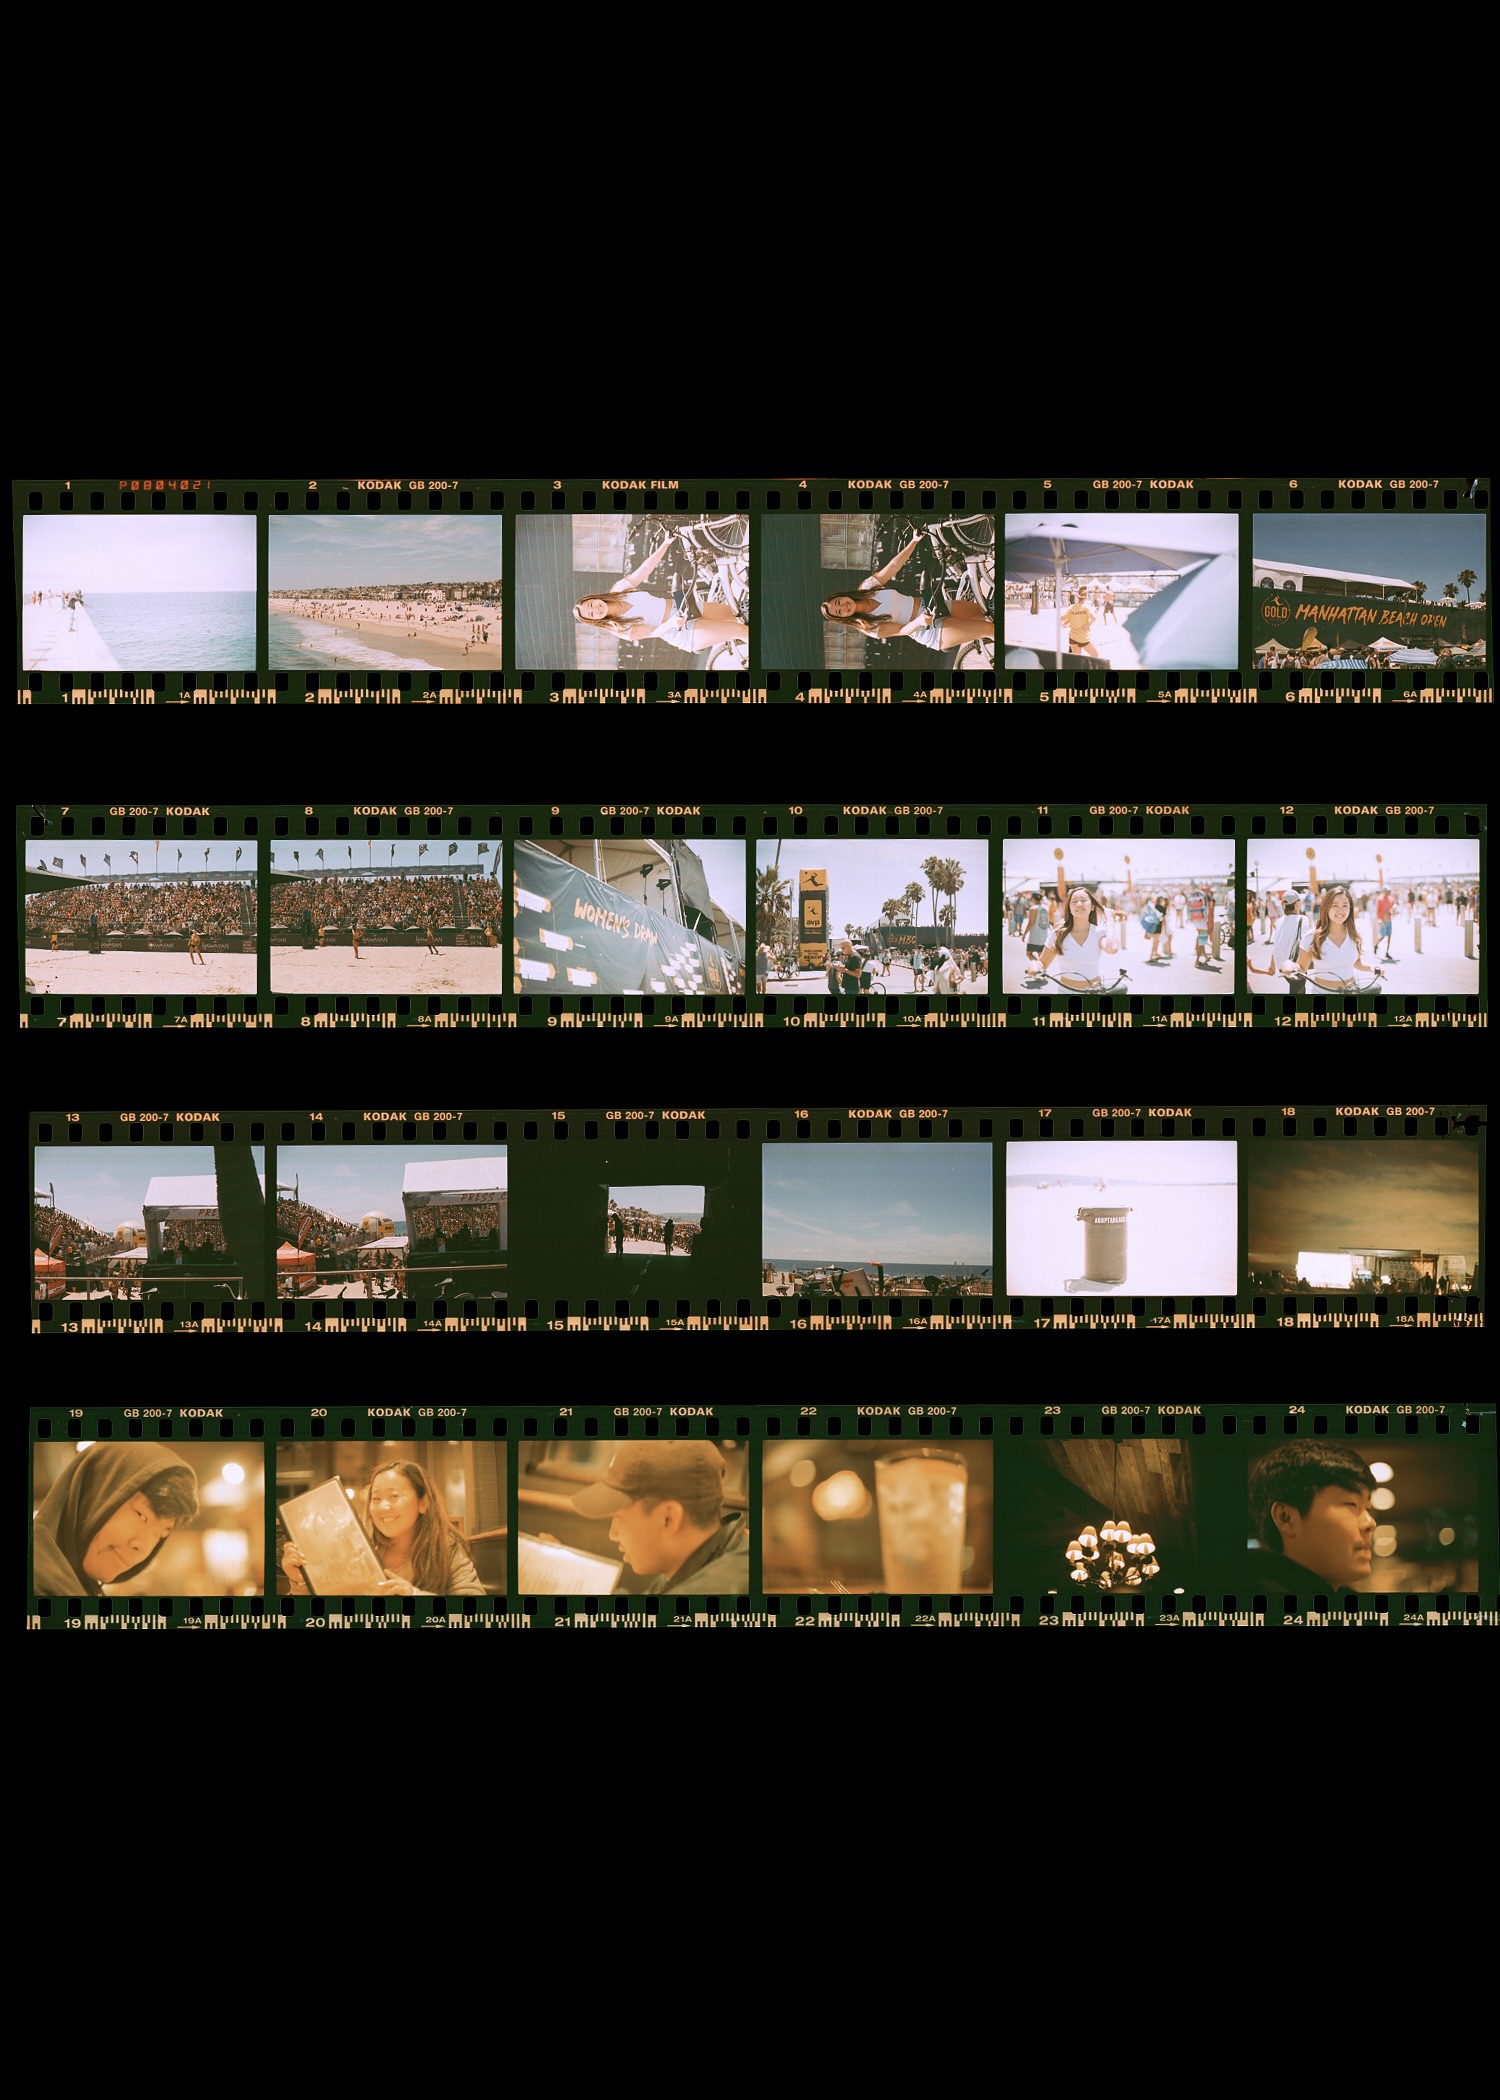 1 P0804021 2 KODAK GB 200-7 3 KODAK FILM 4 KODAK GB 200-7 5 GB 200-7 KODAK 6 KODAK GB 200-7
GOLD MANHATTAN BEACH OPEN
1 1A 2 2A 3 3A 4 4A 5 5A 6 6A
7 GB 200-7 KODAK 8 KODAK GB 200-7 9 GB 200-7 KODAK 10 KODAK GB 200-7 11 GB 200-7 KODAK 12 KODAK GB 200-7
WOMEN'S DRAW
avp
HAWAIIAN
7 7A 8 8A 9 9A 10 10A 11 11A 12 12A
13 GB 200-7 KODAK 14 KODAK GB 200-7 15 GB 200-7 KODAK 16 KODAK GB 200-7 17 GB 200-7 KODAK 18 KODAK GB 200-7
PRESS C
ADOPTABEACH
13 13A 14 14A 15 15A 16 16A 17 17A 18 18A
19 GB 200-7 KODAK 20 KODAK GB 200-7 21 GB 200-7 KODAK 22 KODAK GB 200-7 23 GB 200-7 KODAK 24 KODAK GB 200-7
19 19A 20 20A 21 21A 22 22A 23 23A 24 24A